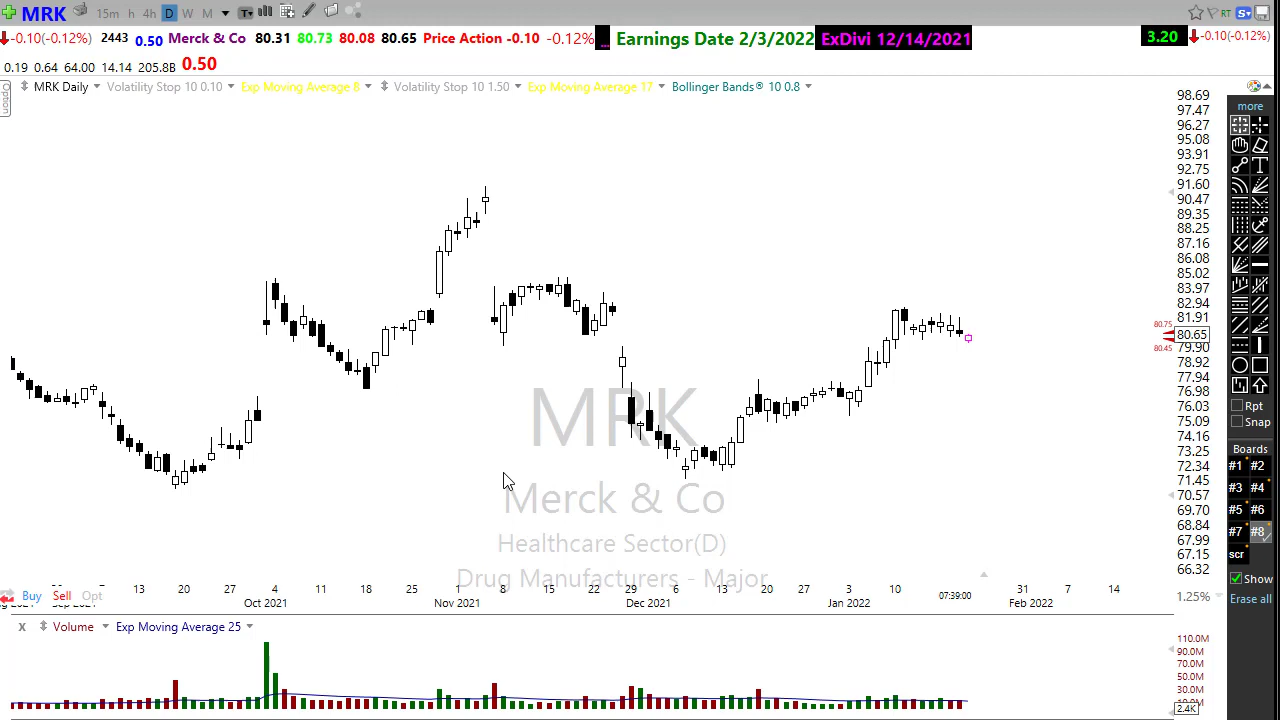 MRK 15m h 4h D W M T RT S
-0.10(-0.12%) 2443 0.50 Merck & Co 80.31 80.73 80.08 80.65 Price Action -0.10 -0.12% ... Earnings Date 2/3/2022 ExDivi 12/14/2021 3.20 -0.10(-0.12%)
0.19 0.64 64.00 14.14 205.8B 0.50
Option MRK Daily Volatility Stop 10 0.10 Exp Moving Average 8 Volatility Stop 10 1.50 Exp Moving Average 17 Bollinger Bands® 10 0.8
98.69
97.47
96.27
95.08
93.91
92.75
91.60
90.47
89.35
88.25
87.16
86.08
85.02
83.97
82.94
81.91
80.75
80.65
80.45
79.90
78.92
77.94
76.98
76.03
75.09
74.16
73.25
72.34
71.45
70.57
69.70
68.84
67.99
67.15
66.32
more
T
Rpt
Snap
Boards
#1 #2
#3 #4
#5 #6
#7 #8
scr
Show
Erase all
MRK
Merck & Co
Healthcare Sector(D)
Drug Manufacturers - Major
13 20 27 4 11 18 25 1 8 15 22 29 6 13 20 27 3 10 07:39:00 31 7 14
Buy Sell Opt 1.25%
Oct 2021 Nov 2021 Dec 2021 Jan 2022 Feb 2022
X Volume Exp Moving Average 25
110.0M
90.0M
70.0M
50.0M
30.0M
2.4K